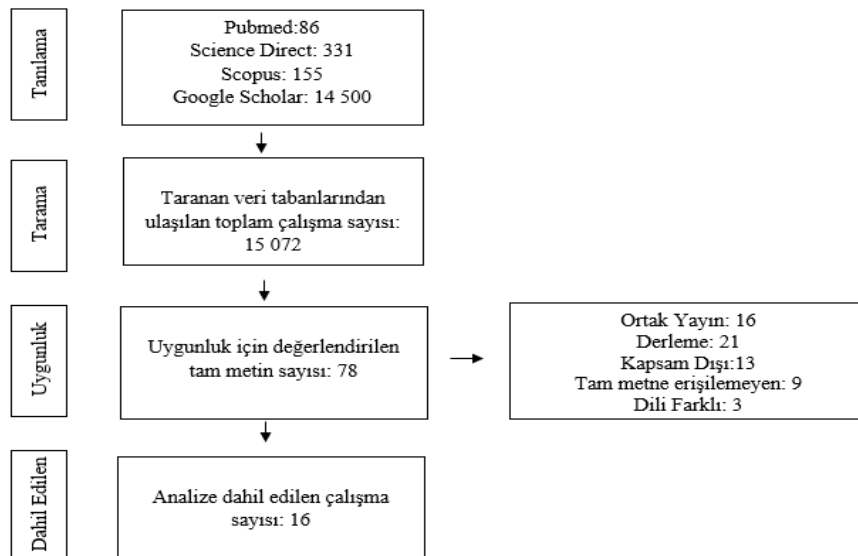 Tanılama
Pubmed:86
Science Direct: 331
Scopus: 155
Google Scholar: 14 500
Tarama
Taranan veri tabanlarından
ulaşılan toplam çalışma sayısı:
15 072
Uygunluk
Uygunluk için değerlendirilen
tam metin sayısı: 78
Ortak Yayın: 16
Derleme: 21
Kapsam Dışı:13
Tam metne erişilemeyen: 9
Dili Farklı: 3
Dahil Edilen
Analize dahil edilen çalışma
sayısı: 16